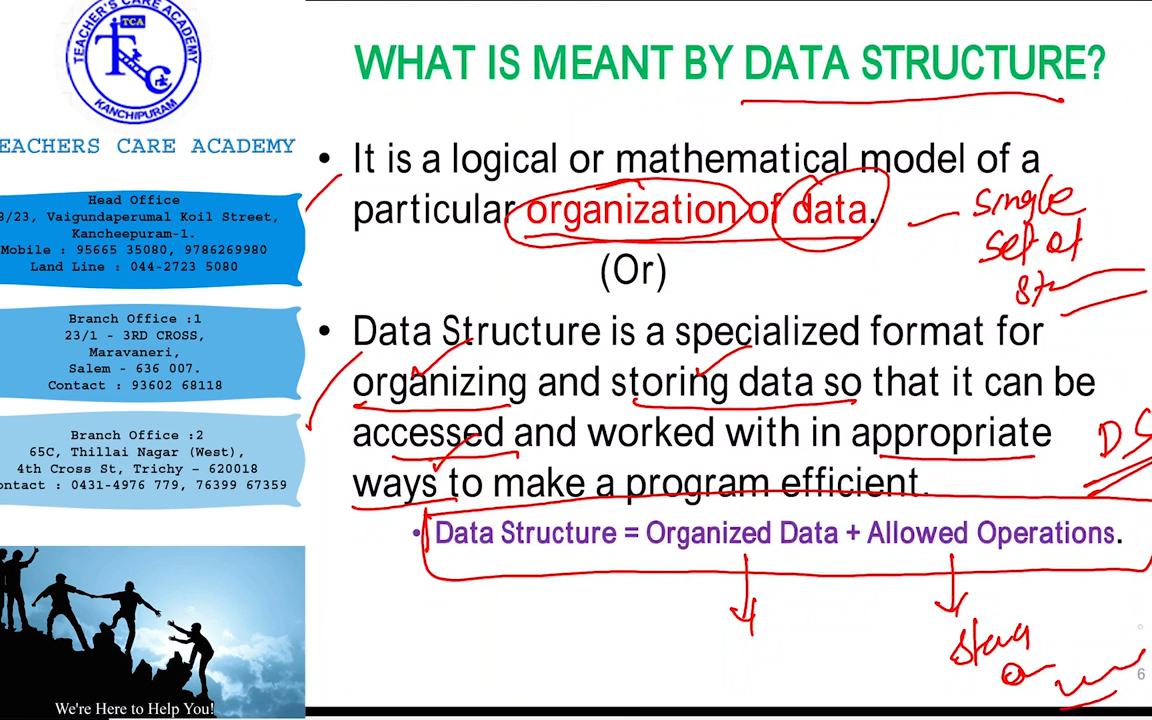 TEACHER'S CARE ACADEMY
TCA
KANCHIPURAM
EACHERS CARE ACADEMY
Head Office
3/23, Vaigundaperumal Koil Street,
Kancheepuram-1.
Mobile : 95665 35080, 9786269980
Land Line : 044-2723 5080
Branch Office :1
23/1 - 3RD CROSS,
Maravaneri,
Salem - 636 007.
Contact : 93602 68118
Branch Office :2
65C, Thillai Nagar (West),
4th Cross St, Trichy – 620018
ontact : 0431-4976 779, 76399 67359
We're Here to Help You!
WHAT IS MEANT BY DATA STRUCTURE?
• It is a logical or mathematical model of a
particular organization of data.
single
set of
(Or)
• Data Structure is a specialized format for
organizing and storing data so that it can be
accessed and worked with in appropriate
DS
ways to make a program efficient.
• Data Structure = Organized Data + Allowed Operations.
6